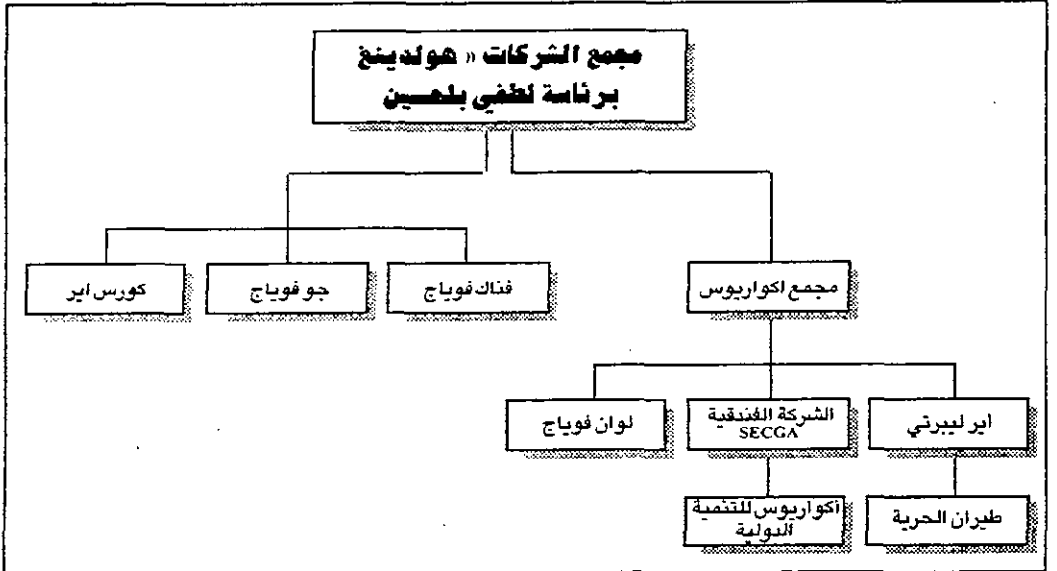 مجمع الشركات « هولدينغ
برئاسة لطفي بلحسين
مجمع اكواريوس
فناك فوياج
جو فوياج
كورس اير
اير ليبرتي
الشركة الفندقية
SECGA
لوان فوياج
طيران الحرية
أكواريوس للتنمية
الدولية